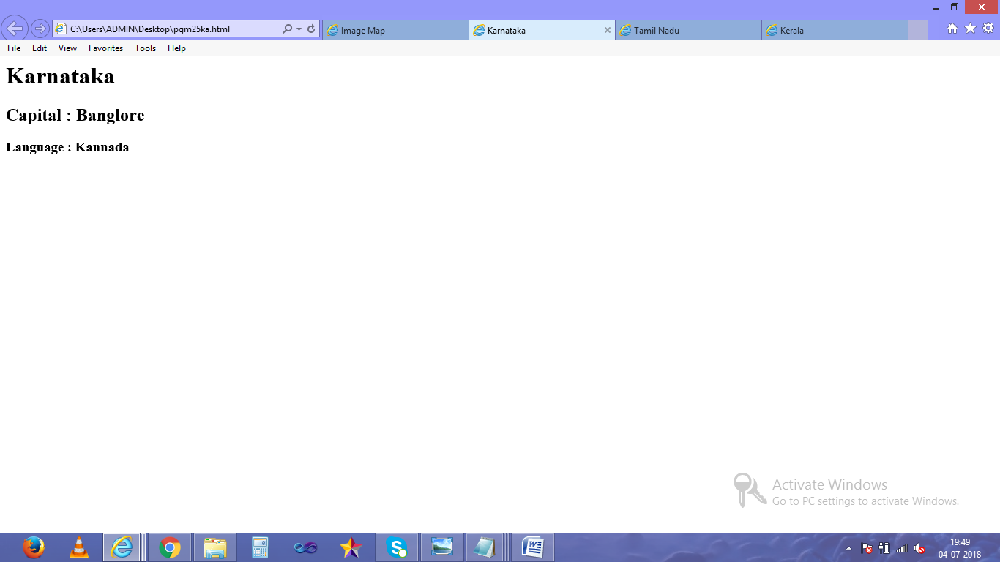 C:\Users\ADMIN\Desktop\pgm25ka.html
Image Map
Karnataka
Tamil Nadu
Kerala
File Edit View Favorites Tools Help
Karnataka
Capital : Banglore
Language : Kannada
Activate Windows
Go to PC settings to activate Windows.
19:49
04-07-2018